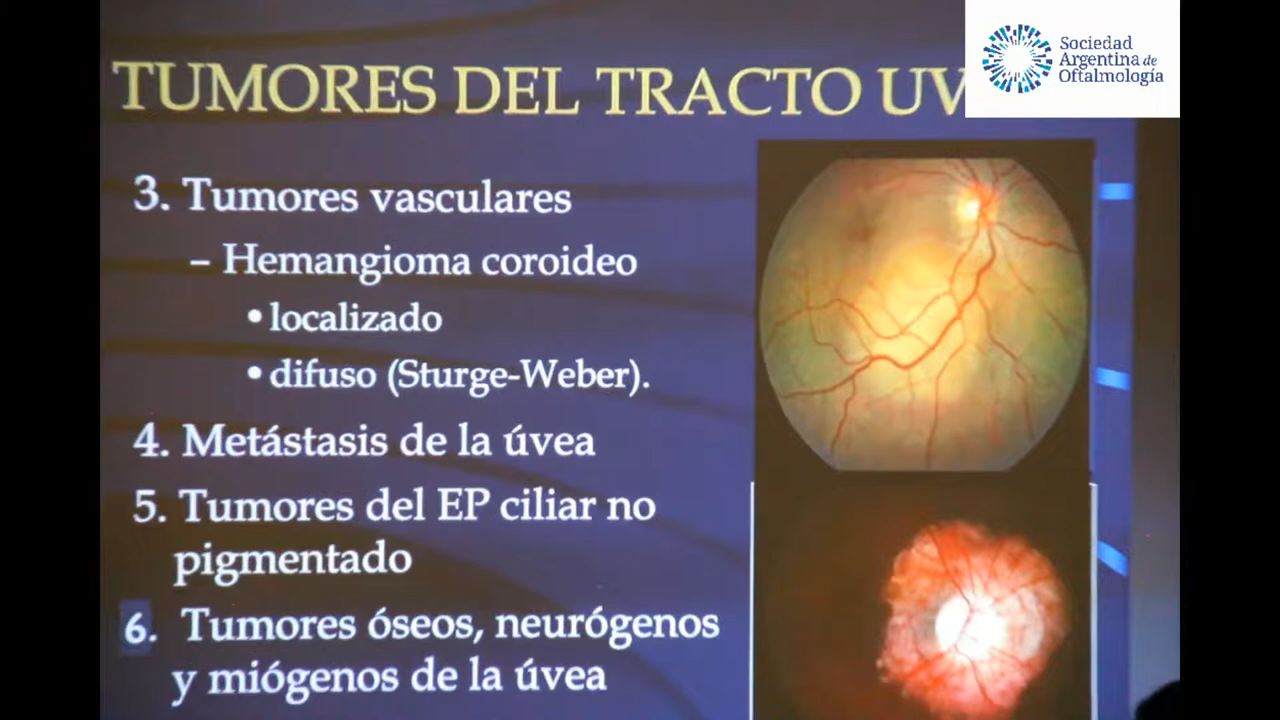 Sociedad
Argentina de
Oftalmología
TUMORES DEL TRACTO UV
3. Tumores vasculares
– Hemangioma coroideo
• localizado
• difuso (Sturge-Weber).
4. Metástasis de la úvea
5. Tumores del EP ciliar no
pigmentado
6. Tumores óseos, neurógenos
y miógenos de la úvea